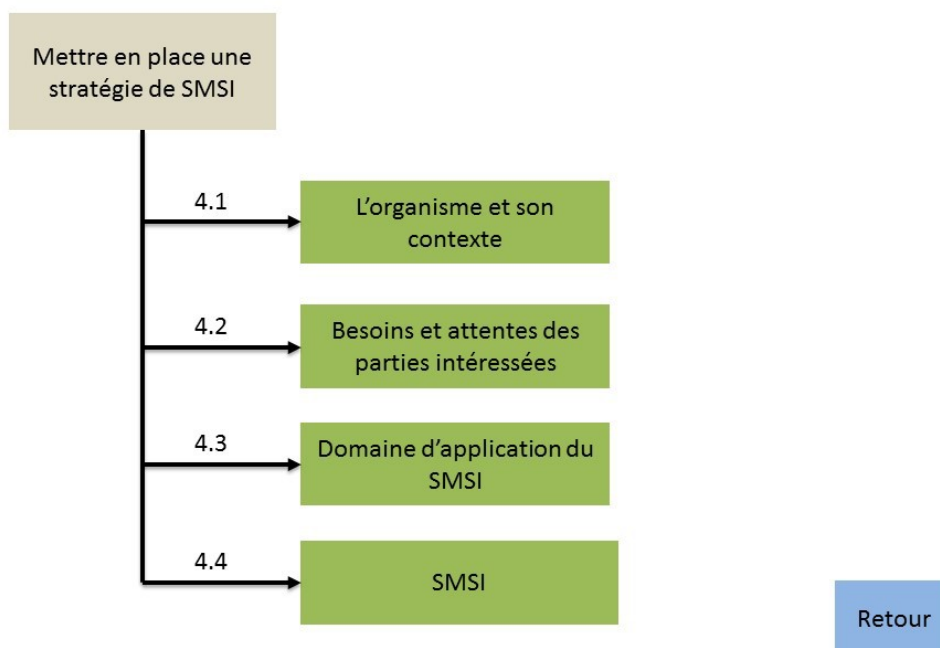 Mettre en place une
stratégie de SMSI
4.1
L'organisme et son
contexte
4.2
Besoins et attentes des
parties intéressées
4.3
Domaine d'application du
SMSI
4.4
SMSI
Retour